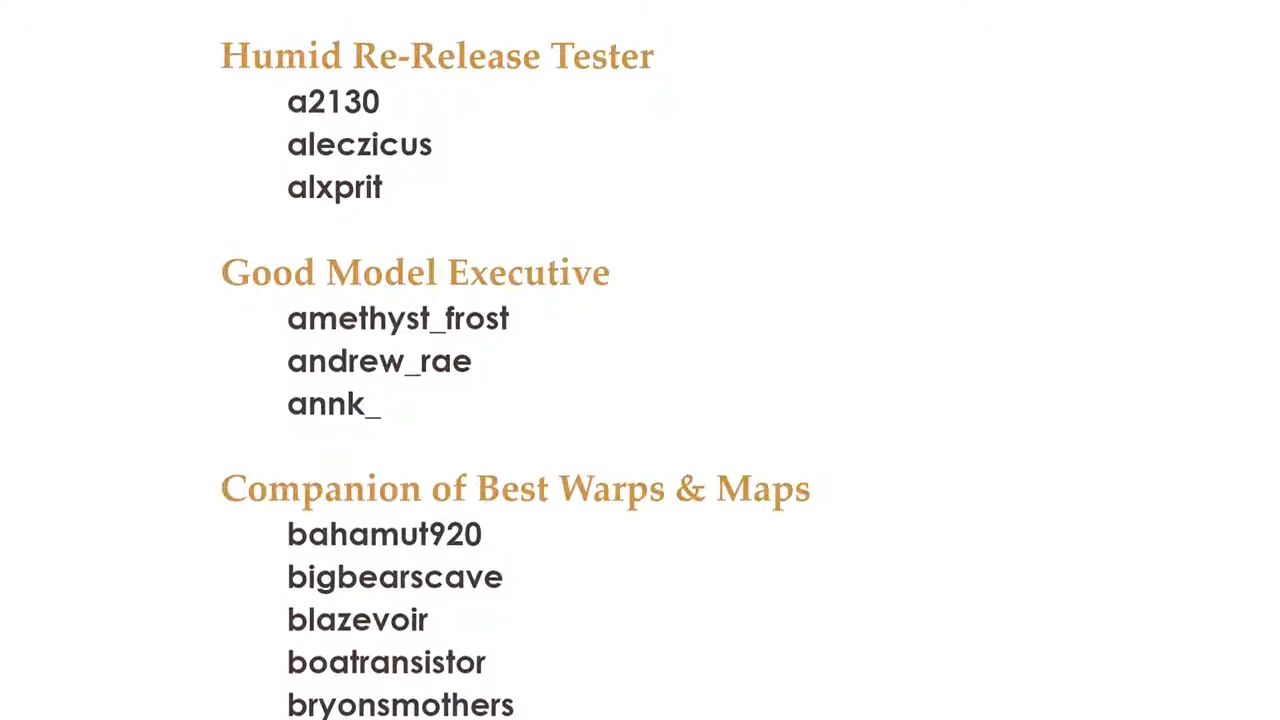 Humid Re-Release Tester
a2130
aleczicus
alxprit
Good Model Executive
amethyst_frost
andrew_rae
annk_
Companion of Best Warps & Maps
bahamut920
bigbearscave
blazevoir
boatransistor
bryonsmothers